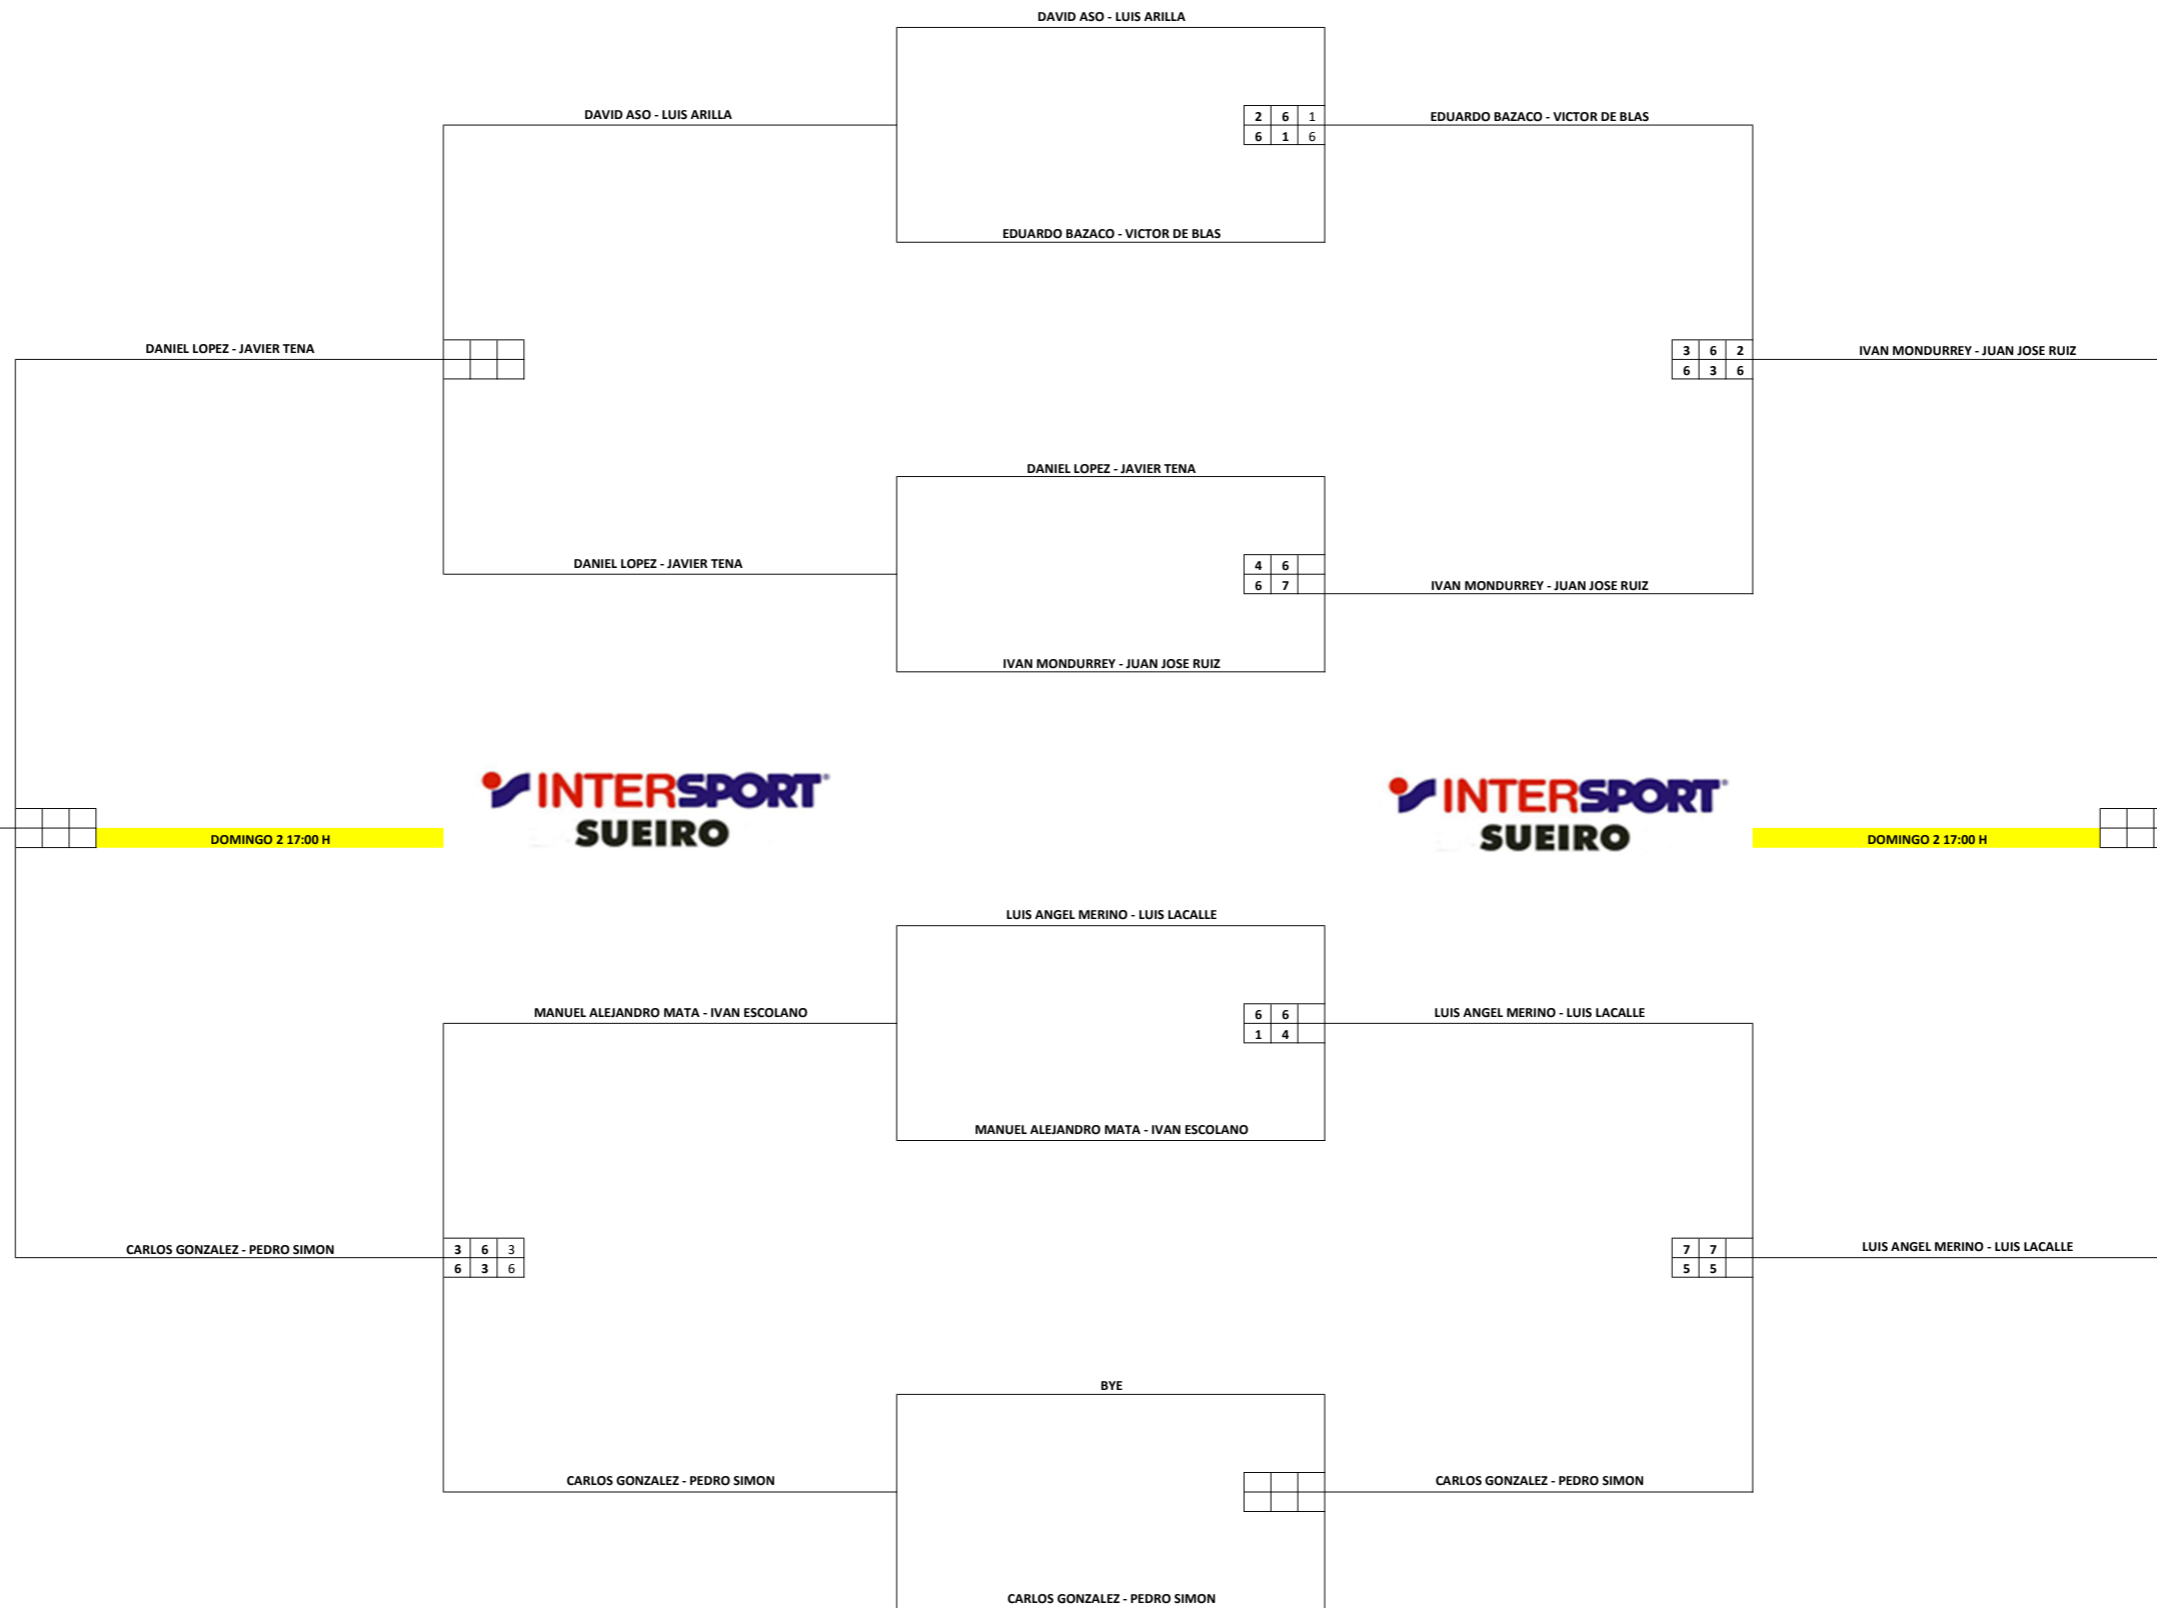 DAVID ASO - LUIS ARILLA
DAVID ASO - LUIS ARILLA
2 6 1
EDUARDO BAZACO - VICTOR DE BLAS
6 1 6
EDUARDO BAZACO - VICTOR DE BLAS
DANIEL LOPEZ - JAVIER TENA
3 6 2
IVAN MONDURREY - JUAN JOSE RUIZ
6 3 6
DANIEL LOPEZ - JAVIER TENA
DANIEL LOPEZ - JAVIER TENA
4 6
6 7
IVAN MONDURREY - JUAN JOSE RUIZ
IVAN MONDURREY - JUAN JOSE RUIZ
INTERSPORT
SUEIRO
INTERSPORT
SUEIRO
DOMINGO 2 17:00 H
DOMINGO 2 17:00 H
LUIS ANGEL MERINO - LUIS LACALLE
MANUEL ALEJANDRO MATA - IVAN ESCOLANO
6 6
LUIS ANGEL MERINO - LUIS LACALLE
1 4
MANUEL ALEJANDRO MATA - IVAN ESCOLANO
CARLOS GONZALEZ - PEDRO SIMON
3 6 3
6 3 6
7 7
LUIS ANGEL MERINO - LUIS LACALLE
5 5
BYE
CARLOS GONZALEZ - PEDRO SIMON
CARLOS GONZALEZ - PEDRO SIMON
CARLOS GONZALEZ - PEDRO SIMON